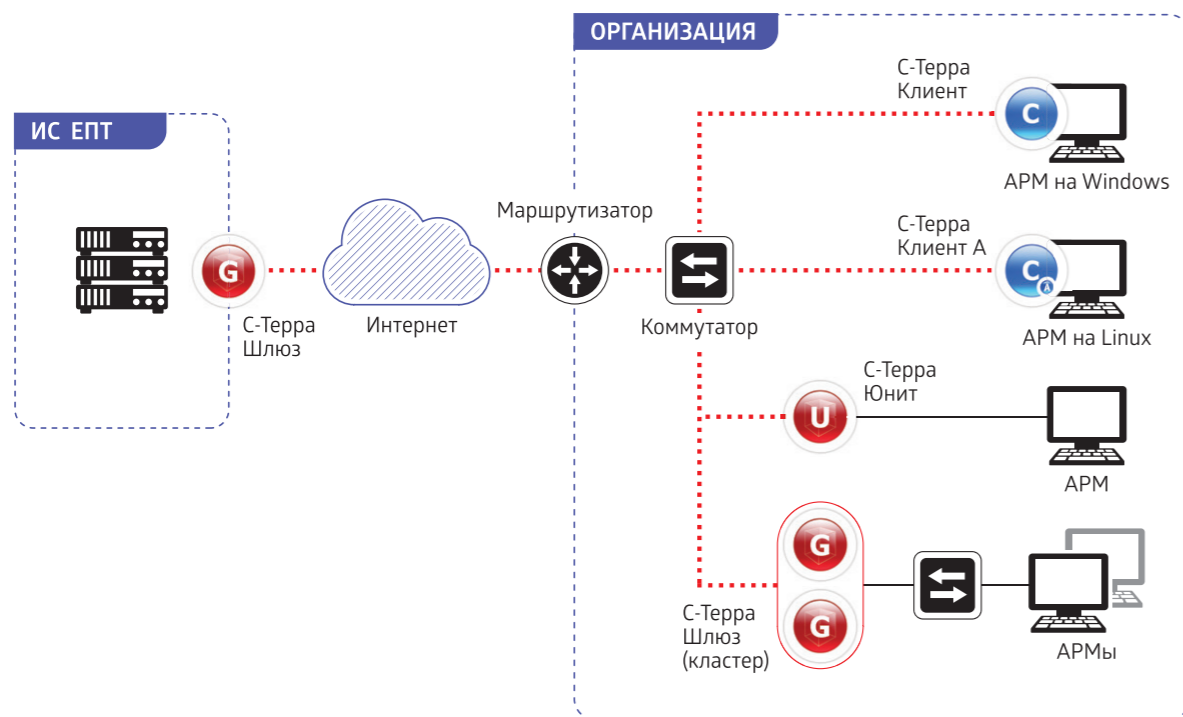 ОРГАНИЗАЦИЯ
С-Терра
Клиент
C
АРМ на Windows
ИС ЕПТ
G
С-Терра
Шлюз
Интернет
Маршрутизатор
Коммутатор
С-Терра
Клиент А
C
А
АРМ на Linux
С-Терра
Юнит
U
АРМ
G
G
С-Терра
Шлюз
(кластер)
АРМы